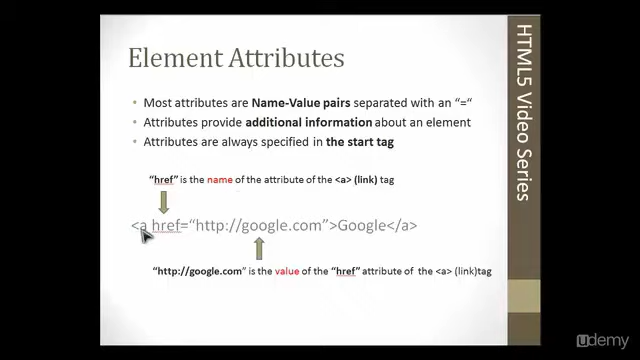 Element Attributes
• Most attributes are Name-Value pairs separated with an “=“
• Attributes provide additional information about an element
• Attributes are always specified in the start tag
“href” is the name of the attribute of the <a> (link) tag
<a href=“http://google.com”>Google</a>
“http://google.com” is the value of the “href” attribute of the <a> (link)tag
HTML5 Video Series
udemy